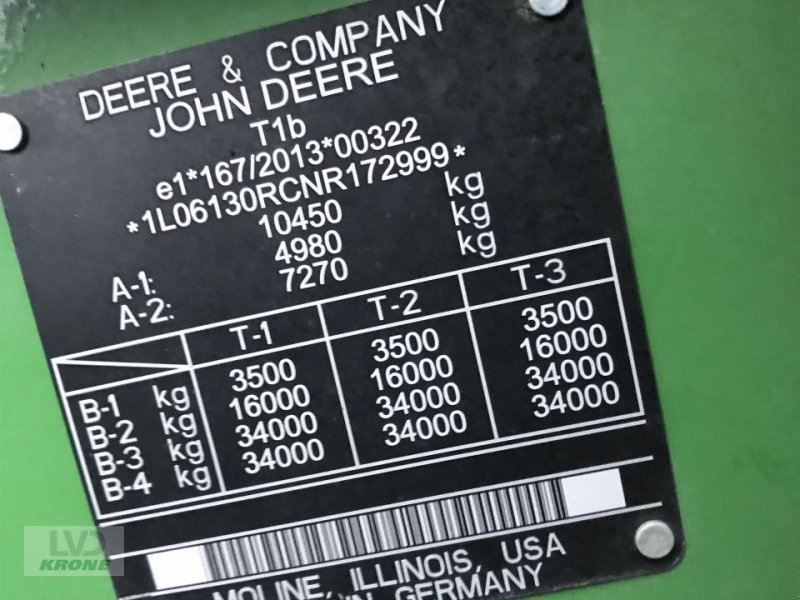 DEERE & COMPANY
JOHN DEERE
T1b
e1*167/2013*00322
*1L06130RCNR172999*
10450 kg
A-1: 4980 kg
A-2: 7270 kg
T-1 T-2 T-3
B-1 kg 3500 3500 3500
B-2 kg 16000 16000 16000
B-3 kg 34000 34000 34000
B-4 kg 34000 34000 34000
MOLINE, ILLINOIS, USA
IN GERMANY
LVD
KRONE